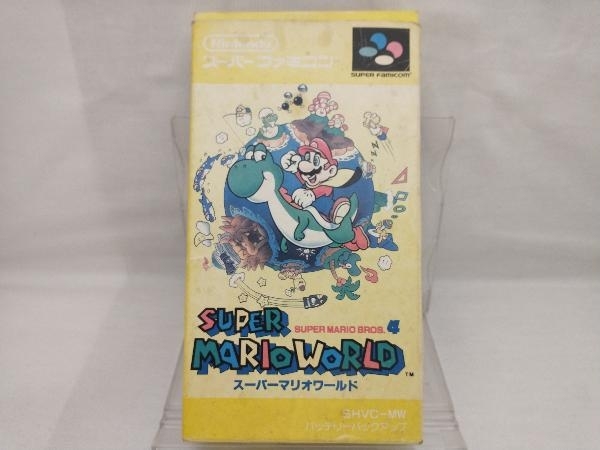 Nintendo
スーパーファミコン
SUPER FAMICOM
SUPER
SUPER MARIO BROS. 4
MARIO WORLD
TM
スーパーマリオワールド
SHVC-MW
バッテリーバックアップ